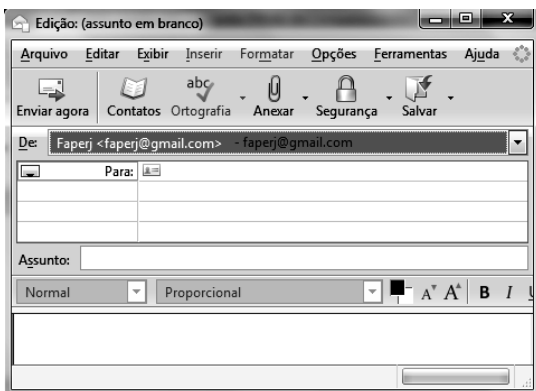 Edição: (assunto em branco)
Arquivo Editar Exibir Inserir Formatar Opções Ferramentas Ajuda
abc
Enviar agora Contatos Ortografia Anexar Segurança Salvar
De: Faperj <faperj@gmail.com> - faperj@gmail.com
Para:
Assunto:
Normal Proporcional A A B I U